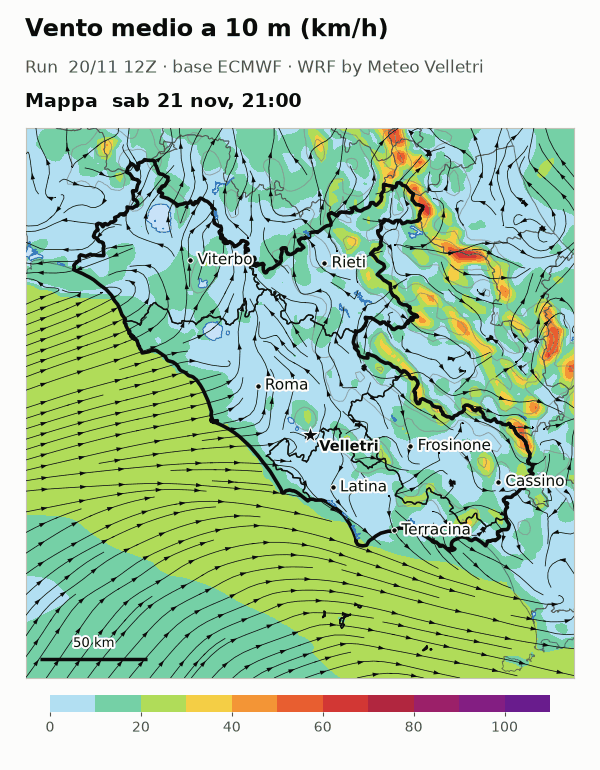 Vento medio a 10 m (km/h)
Run 20/11 12Z · base ECMWF · WRF by Meteo Velletri
Mappa sab 21 nov, 21:00
Viterbo
Rieti
Roma
Velletri
Frosinone
Latina
Cassino
Terracina
50 km
0 20 40 60 80 100